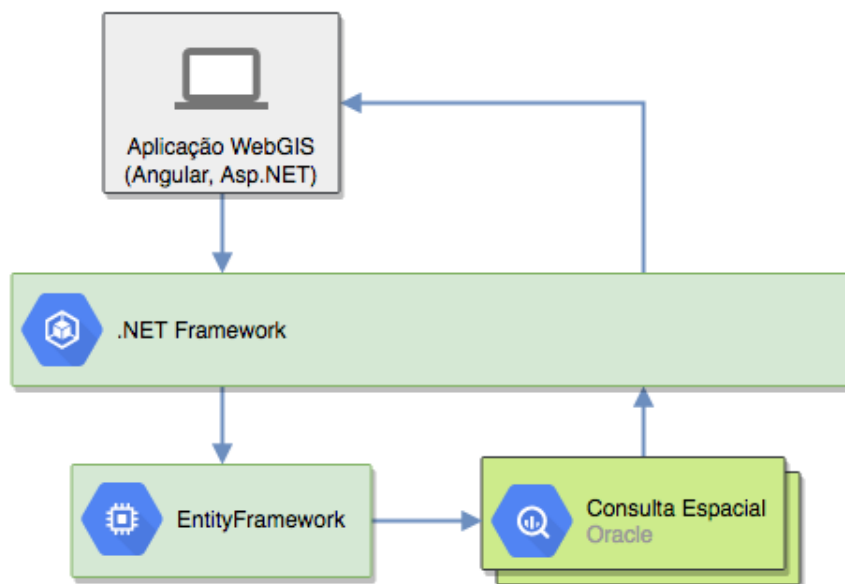 Aplicação WebGIS
(Angular, Asp.NET)
.NET Framework
EntityFramework
Consulta Espacial
Oracle